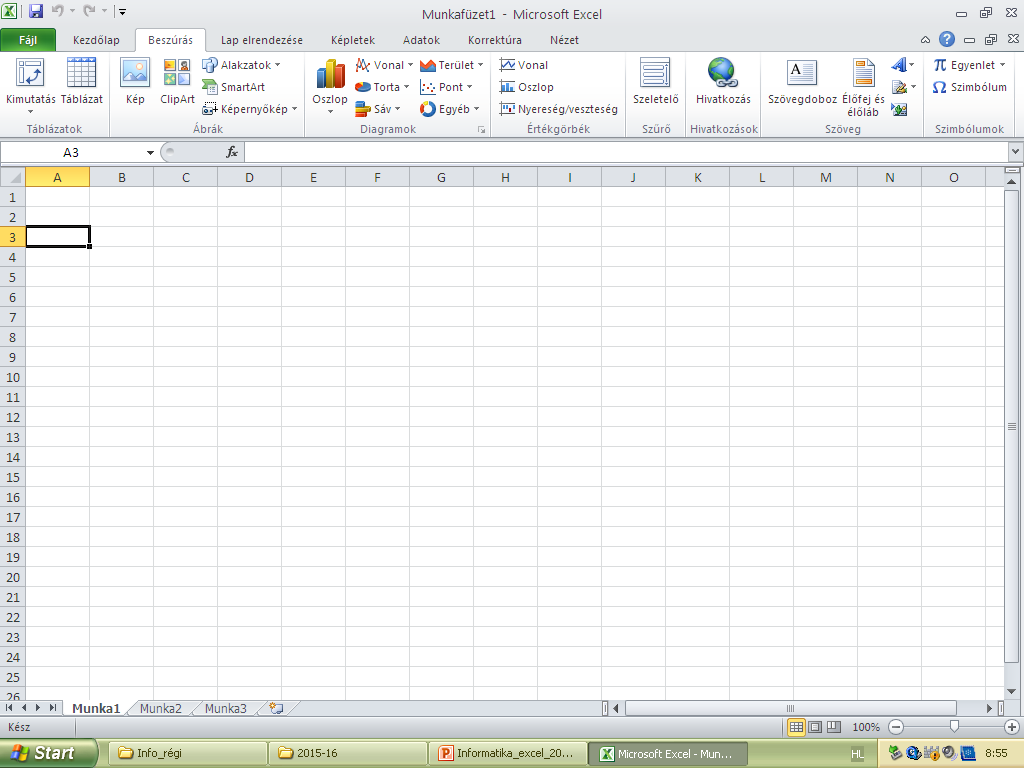 Munkafüzet1 - Microsoft Excel
Fájl Kezdőlap Beszúrás Lap elrendezése Képletek Adatok Korrektúra Nézet
Kimutatás Táblázat Kép ClipArt Alakzatok SmartArt Képernyőkép Oszlop Vonal Torta Sáv Terület Pont Egyéb Vonal Oszlop Nyereség/veszteség Szeletelő Hivatkozás Szövegdoboz Élőfej és élőláb Egyenlet Szimbólum
Táblázatok Ábrák Diagramok Értékgörbék Szűrő Hivatkozások Szöveg Szimbólumok
A3 fx
A B C D E F G H I J K L M N O
1
2
3
4
5
6
7
8
9
10
11
12
13
14
15
16
17
18
19
20
21
22
23
24
25
26
Munka1 Munka2 Munka3
Kész 100%
Start Info_régi 2015-16 Informatika_excel_20... Microsoft Excel - Mun... HL 8:55